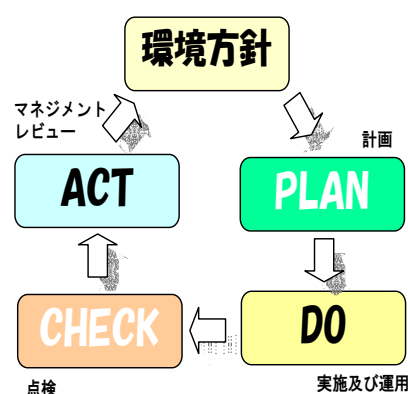 環境方針
マネジメント
レビュー
計画
ACT
PLAN
CHECK
DO
点検
実施及び運用